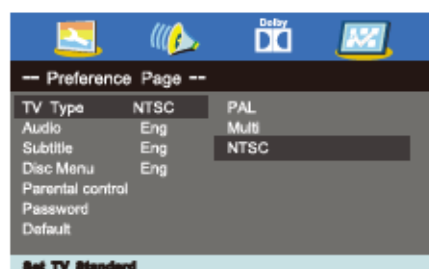 Dolby
-- Preference Page --
TV Type NTSC PAL
Audio Eng Multi
Subtitle Eng NTSC
Disc Menu Eng
Parental control
Password
Default
Set TV Standard